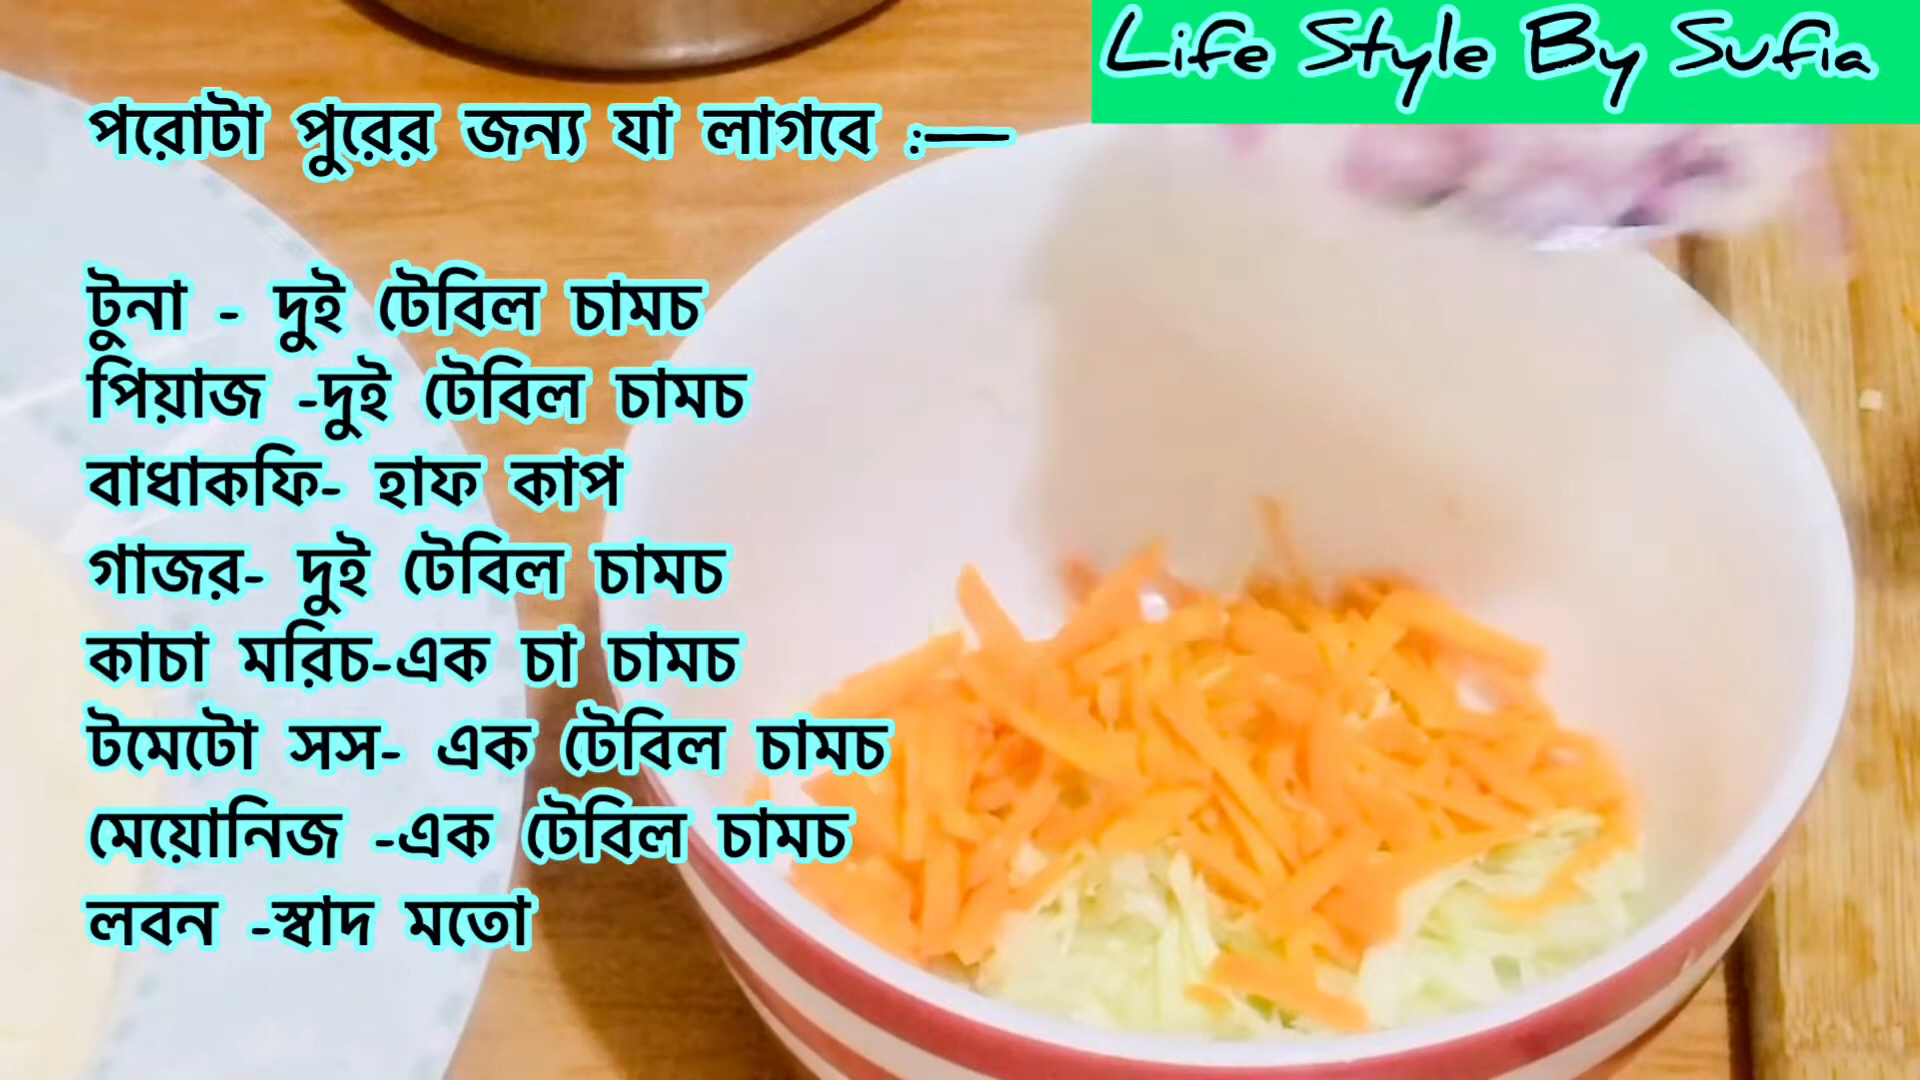 Life Style By Sufia
পরোটা পুরের জন্য যা লাগবে :—
টুনা - দুই টেবিল চামচ
পিয়াজ -দুই টেবিল চামচ
বাধাকফি- হাফ কাপ
গাজর- দুই টেবিল চামচ
কাচা মরিচ-এক চা চামচ
টমেটো সস- এক টেবিল চামচ
মেয়োনিজ -এক টেবিল চামচ
লবন -স্বাদ মতো